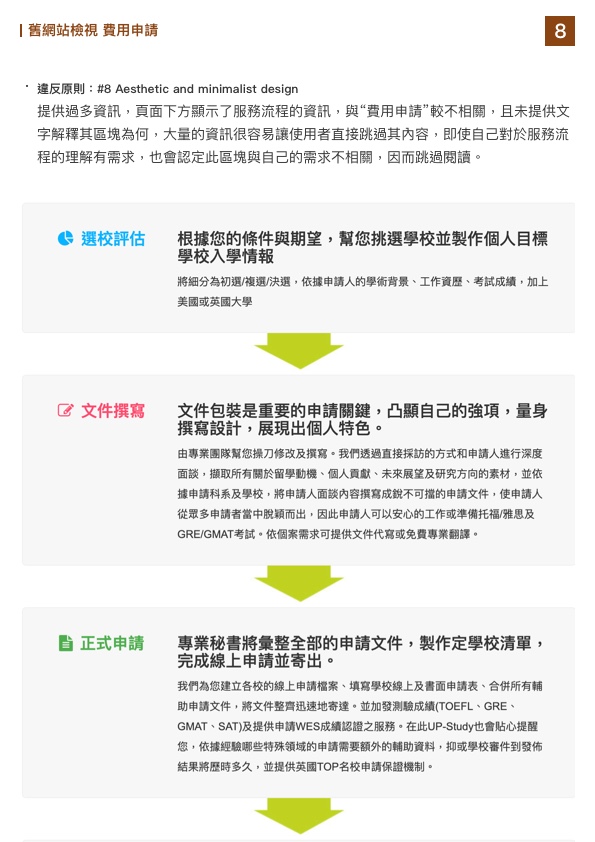 舊網站檢視 費用申請
8
· 違反原則：#8 Aesthetic and minimalist design
提供過多資訊，頁面下方顯示了服務流程的資訊，與“費用申請”較不相關，且未提供文
字解釋其區塊為何，大量的資訊很容易讓使用者直接跳過其內容，即使自己對於服務流
程的理解有需求，也會認定此區塊與自己的需求不相關，因而跳過閱讀。
選校評估
根據您的條件與期望，幫您挑選學校並製作個人目標
學校入學情報
將細分為初選/複選/決選，依據申請人的學術背景、工作資歷、考試成績，加上
美國或英國大學
文件撰寫
文件包裝是重要的申請關鍵，凸顯自己的強項，量身
撰寫設計，展現出個人特色。
由專業團隊幫您操刀修改及撰寫。我們透過直接採訪的方式和申請人進行深度
面談，擷取所有關於留學動機、個人貢獻、未來展望及研究方向的素材，並依
據申請科系及學校，將申請人面談內容撰寫成銳不可擋的申請文件，使申請人
從眾多申請者當中脫穎而出，因此申請人可以安心的工作或準備托福/雅思及
GRE/GMAT考試。依個案需求可提供文件代寫或免費專業翻譯。
正式申請
專業秘書將彙整全部的申請文件，製作定學校清單，
完成線上申請並寄出。
我們為您建立各校的線上申請檔案、填寫學校線上及書面申請表、合併所有輔
助申請文件，將文件整齊迅速地寄達。並加發測驗成績(TOEFL、GRE、
GMAT、SAT)及提供申請WES成績認證之服務。在此UP-Study也會貼心提醒
您，依據經驗哪些特殊領域的申請需要額外的輔助資料，抑或學校審件到發佈
結果將歷時多久，並提供英國TOP名校申請保證機制。